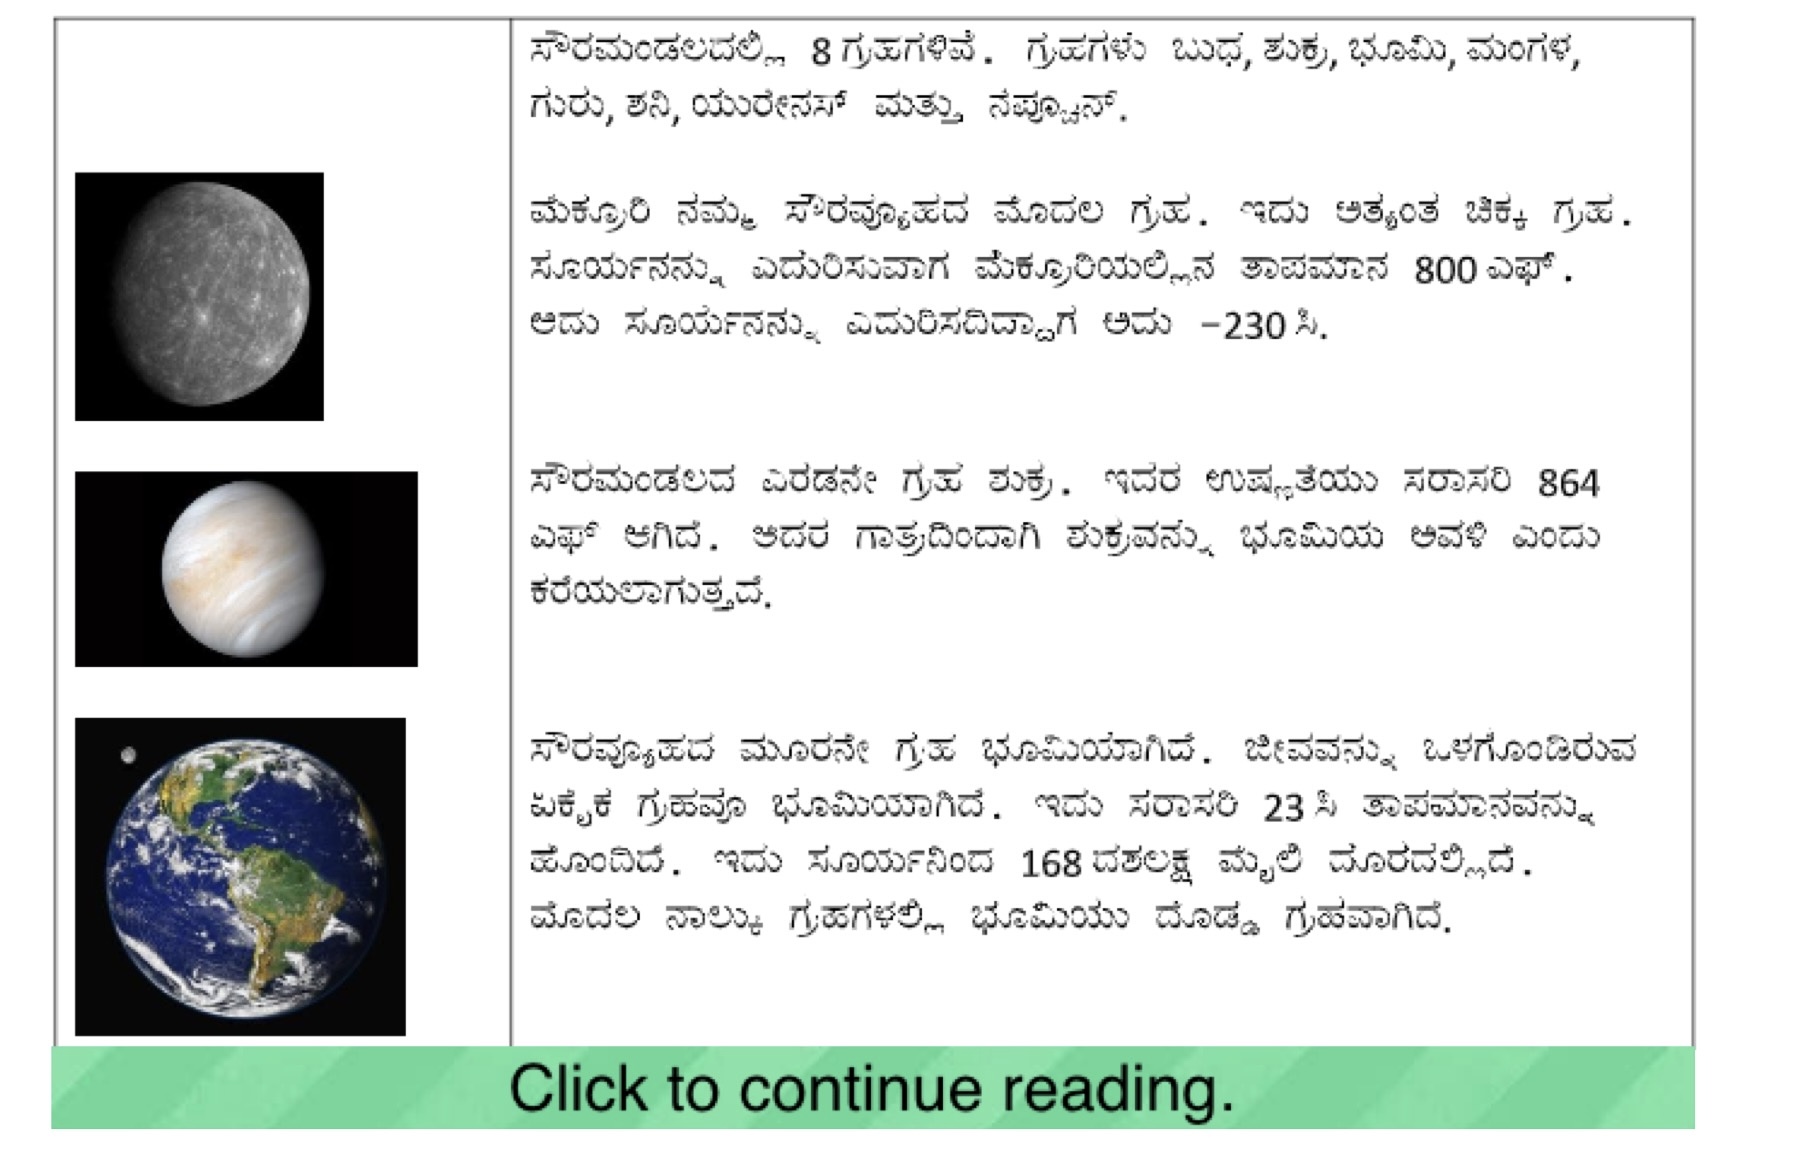 ಸೌರಮಂಡಲದಲ್ಲಿ 8 ಗ್ರಹಗಳಿವೆ. ಗ್ರಹಗಳು ಬುಧ, ಶುಕ್ರ, ಭೂಮಿ, ಮಂಗಳ,
ಗುರು, ಶನಿ, ಯುರೇನಸ್ ಮತ್ತು ನೆಪ್ಚೂನ್.
ಮೆಕ್ರೂರಿ ನಮ್ಮ ಸೌರವ್ಯೂಹದ ಮೊದಲ ಗ್ರಹ. ಇದು ಅತ್ಯಂತ ಚಿಕ್ಕ ಗ್ರಹ.
ಸೂರ್ಯನನ್ನು ಎದುರಿಸುವಾಗ ಮೆಕ್ರೂರಿಯಲ್ಲಿನ ತಾಪಮಾನ 800 ಎಫ್.
ಅದು ಸೂರ್ಯನನ್ನು ಎದುರಿಸದಿದ್ದಾಗ ಅದು –230 ಸಿ.
ಸೌರಮಂಡಲದ ಎರಡನೇ ಗ್ರಹ ಶುಕ್ರ. ಇದರ ಉಷ್ಣತೆಯು ಸರಾಸರಿ 864
ಎಫ್ ಆಗಿದೆ. ಅದರ ಗಾತ್ರದಿಂದಾಗಿ ಶುಕ್ರವನ್ನು ಭೂಮಿಯ ಅವಳಿ ಎಂದು
ಕರೆಯಲಾಗುತ್ತದೆ.
ಸೌರವ್ಯೂಹದ ಮೂರನೇ ಗ್ರಹ ಭೂಮಿಯಾಗಿದೆ. ಜೀವವನ್ನು ಒಳಗೊಂಡಿರುವ
ಏಕೈಕ ಗ್ರಹವೂ ಭೂಮಿಯಾಗಿದೆ. ಇದು ಸರಾಸರಿ 23 ಸಿ ತಾಪಮಾನವನ್ನು
ಹೊಂದಿದೆ. ಇದು ಸೂರ್ಯನಿಂದ 168 ದಶಲಕ್ಷ ಮೈಲಿ ದೂರದಲ್ಲಿದೆ.
ಮೊದಲ ನಾಲ್ಕು ಗ್ರಹಗಳಲ್ಲಿ ಭೂಮಿಯು ದೊಡ್ಡ ಗ್ರಹವಾಗಿದೆ.
Click to continue reading.